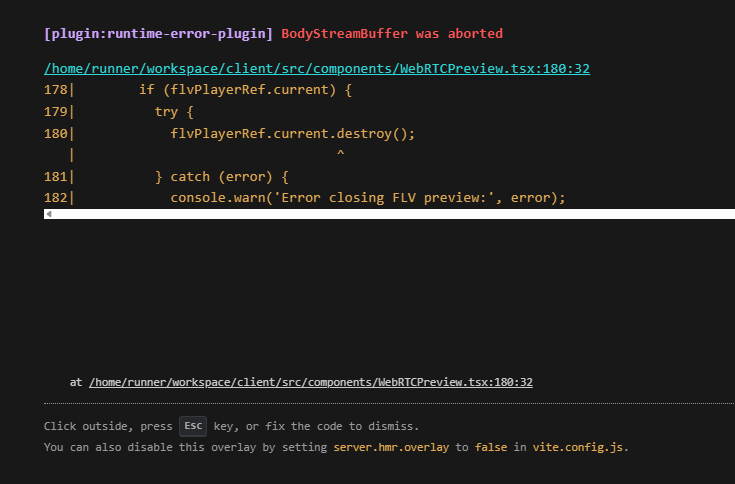 [plugin:runtime-error-plugin] BodyStreamBuffer was aborted
/home/runner/workspace/client/src/components/WebRTCPreview.tsx:180:32
178|        if (flvPlayerRef.current) {
179|          try {
180|            flvPlayerRef.current.destroy();
   |                                ^
181|          } catch (error) {
182|            console.warn('Error closing FLV preview:', error);
at /home/runner/workspace/client/src/components/WebRTCPreview.tsx:180:32
Click outside, press Esc key, or fix the code to dismiss.
You can also disable this overlay by setting server.hmr.overlay to false in vite.config.js.